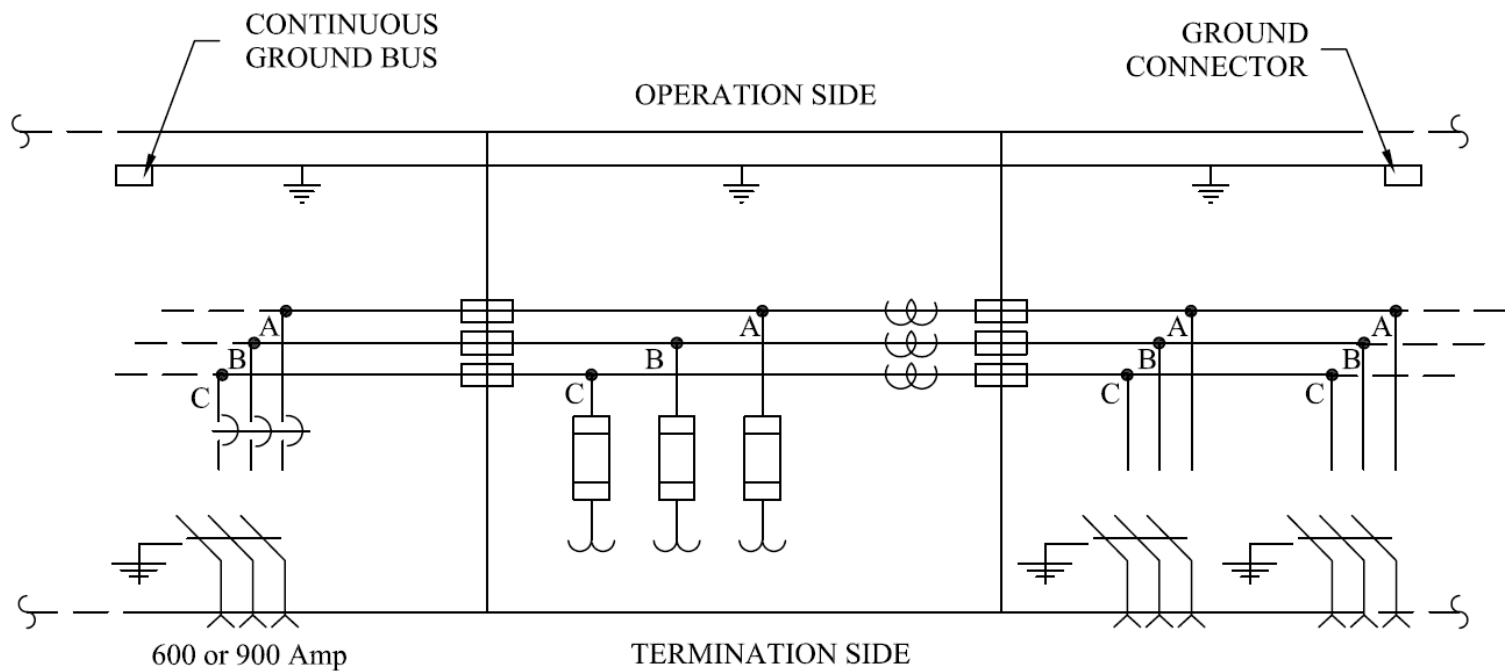 CONTINUOUS
GROUND BUS
GROUND
CONNECTOR
OPERATION SIDE
A
B
C
A
B
C
A
B
C
A
B
C
600 or 900 Amp
TERMINATION SIDE